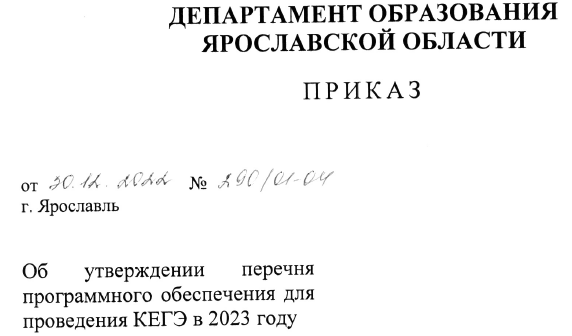 ДЕПАРТАМЕНТ ОБРАЗОВАНИЯ
ЯРОСЛАВСКОЙ ОБЛАСТИ
ПРИКАЗ
от 30.12.2022 № 290/01-04
г. Ярославль
Об утверждении перечня
программного обеспечения для
проведения КЕГЭ в 2023 году